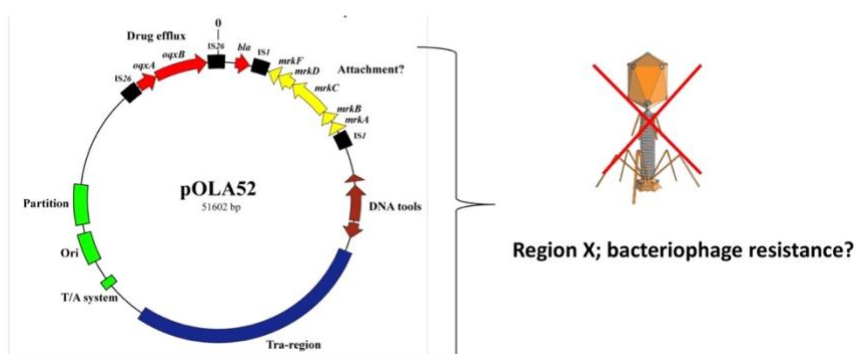 0
Drug efflux
IS26
bla
IS1
oqxB
oqxA
IS26
mrkF
mrkD
Attachment?
mrkC
mrkB
mrkA
IS1
pOLA52
51602 bp
Partition
DNA tools
Ori
T/A system
Tra-region
Region X; bacteriophage resistance?